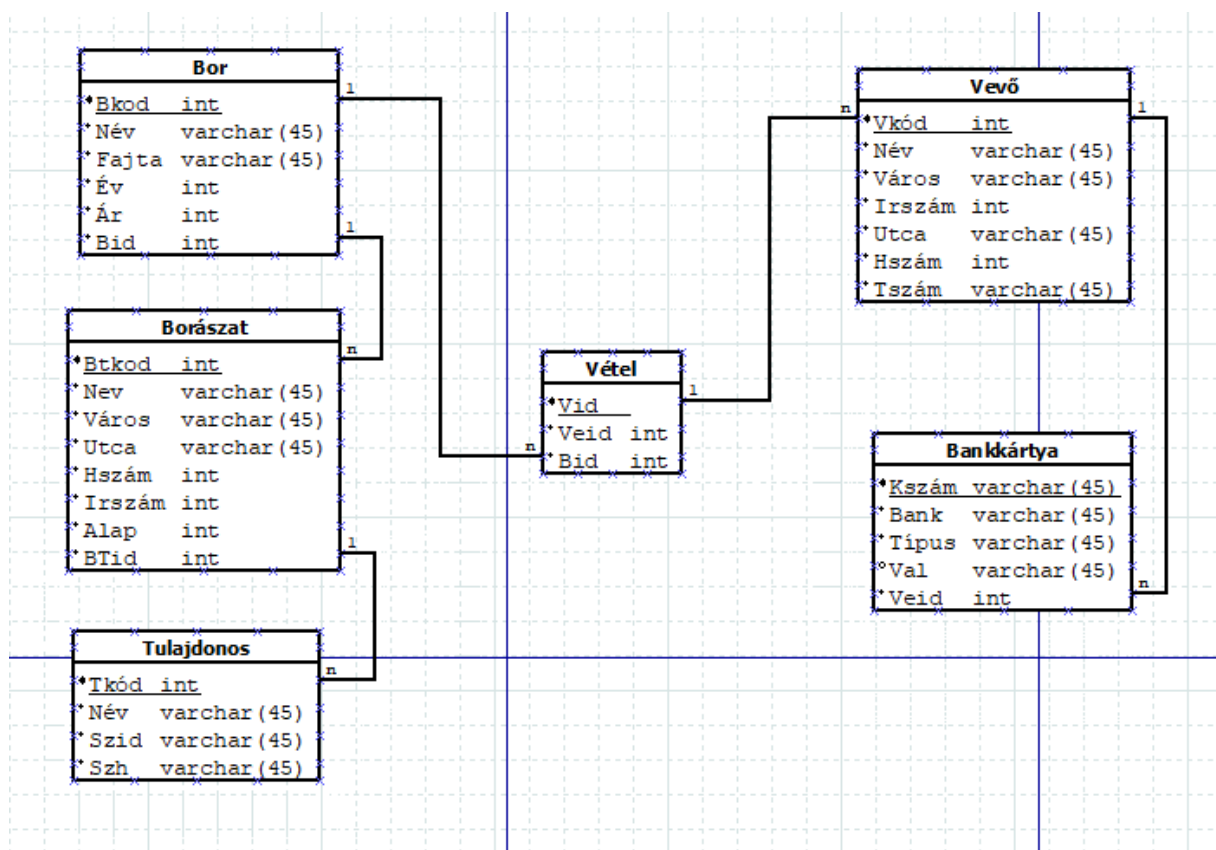 Bor
Bkod int
Név varchar(45)
Fajta varchar(45)
Év int
Ár int
Bid int
1
1
Borászat
Btkod int
Nev varchar(45)
Város varchar(45)
Utca varchar(45)
Hszám int
Irszám int
Alap int
BTid int
n
1
Tulajdonos
Tkód int
Név varchar(45)
Szid varchar(45)
Szh varchar(45)
n
Vétel
Vid
Veid int
Bid int
1
n
Vevő
Vkód int
Név varchar(45)
Város varchar(45)
Irszám int
Utca varchar(45)
Hszám int
Tszám varchar(45)
n
1
Bankkártya
Kszám varchar(45)
Bank varchar(45)
Típus varchar(45)
Val varchar(45)
Veid int
n